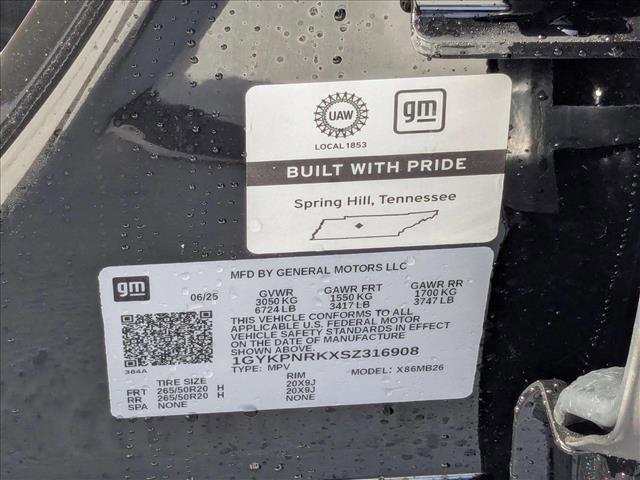 UAW
gm
LOCAL 1853
BUILT WITH PRIDE
Spring Hill, Tennessee
gm
MFD BY GENERAL MOTORS LLC
06/25
GVWR GAWR FRT GAWR RR
3050 KG 1550 KG 1700 KG
6724 LB 3417 LB 3747 LB
THIS VEHICLE CONFORMS TO ALL
APPLICABLE U.S. FEDERAL MOTOR
VEHICLE SAFETY STANDARDS IN EFFECT
ON THE DATE OF MANUFACTURE
SHOWN ABOVE.
1GYKPNRKXSZ316908
TYPE: MPV MODEL: X86MB26
384A
TIRE SIZE RIM
FRT 265/50R20 H 20X9J
RR 265/50R20 H 20X9J
SPA NONE NONE